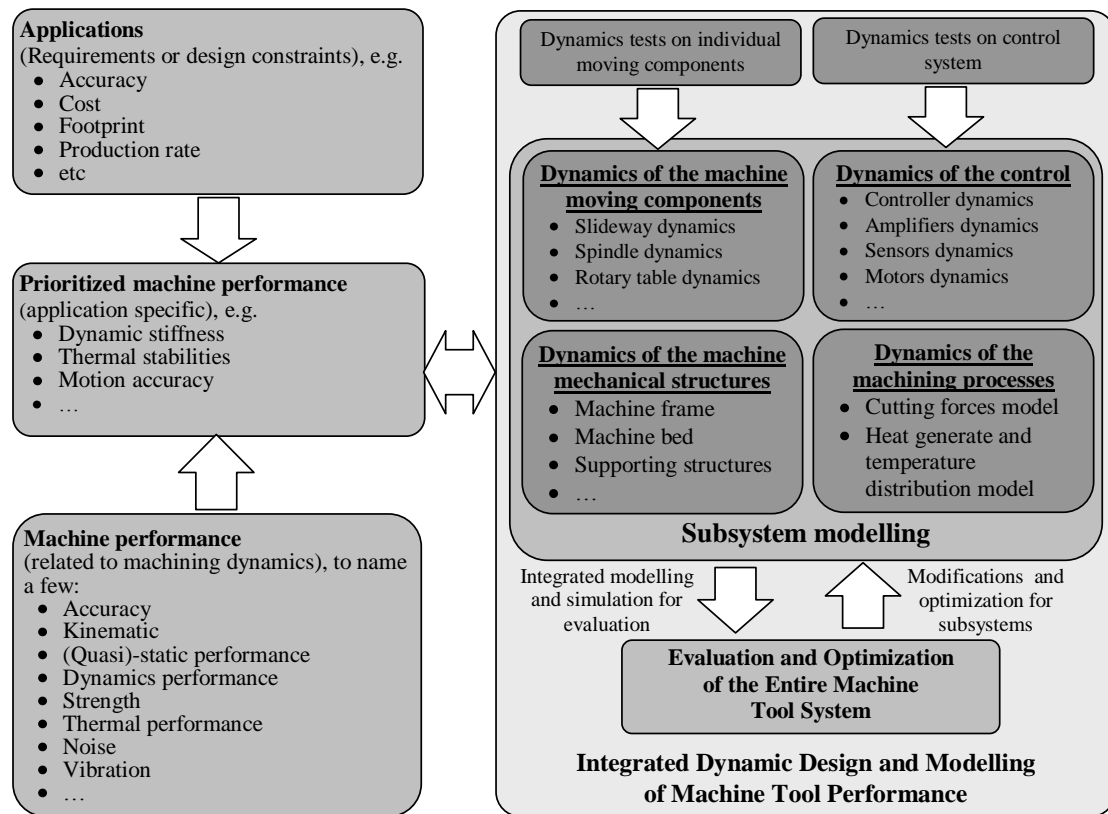 Applications
(Requirements or design constraints), e.g.
• Accuracy
• Cost
• Footprint
• Production rate
• etc
Prioritized machine performance
(application specific), e.g.
• Dynamic stiffness
• Thermal stabilities
• Motion accuracy
• …
Machine performance
(related to machining dynamics), to name
a few:
• Accuracy
• Kinematic
• (Quasi)-static performance
• Dynamics performance
• Strength
• Thermal performance
• Noise
• Vibration
• …
Dynamics tests on individual
moving components
Dynamics tests on control
system
Dynamics of the machine
moving components
• Slideway dynamics
• Spindle dynamics
• Rotary table dynamics
• …
Dynamics of the control
• Controller dynamics
• Amplifiers dynamics
• Sensors dynamics
• Motors dynamics
• …
Dynamics of the machine
mechanical structures
• Machine frame
• Machine bed
• Supporting structures
• …
Dynamics of the
machining processes
• Cutting forces model
• Heat generate and
temperature
distribution model
Subsystem modelling
Integrated modelling
and simulation for
evaluation
Modifications and
optimization for
subsystems
Evaluation and Optimization
of the Entire Machine
Tool System
Integrated Dynamic Design and Modelling
of Machine Tool Performance